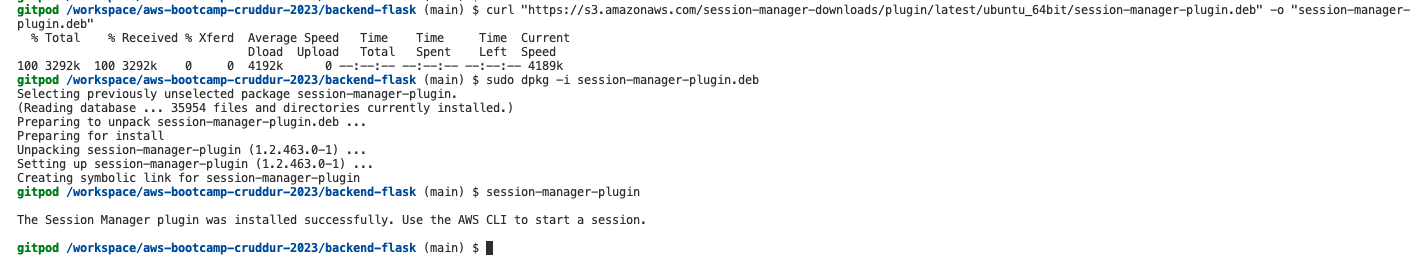 gitpod /workspace/aws-bootcamp-cruddur-2023/backend-flask (main) $ curl "https://s3.amazonaws.com/session-manager-downloads/plugin/latest/ubuntu_64bit/session-manager-plugin.deb" -o "session-manager-
plugin.deb"
  % Total    % Received % Xferd  Average Speed   Time    Time     Time  Current
                                 Dload  Upload   Total   Spent    Left  Speed
100 3292k  100 3292k    0     0  4192k      0 --:--:-- --:--:-- --:--:-- 4189k
gitpod /workspace/aws-bootcamp-cruddur-2023/backend-flask (main) $ sudo dpkg -i session-manager-plugin.deb
Selecting previously unselected package session-manager-plugin.
(Reading database ... 35954 files and directories currently installed.)
Preparing to unpack session-manager-plugin.deb ...
Preparing for install
Unpacking session-manager-plugin (1.2.463.0-1) ...
Setting up session-manager-plugin (1.2.463.0-1) ...
Creating symbolic link for session-manager-plugin
gitpod /workspace/aws-bootcamp-cruddur-2023/backend-flask (main) $ session-manager-plugin

The Session Manager plugin was installed successfully. Use the AWS CLI to start a session.

gitpod /workspace/aws-bootcamp-cruddur-2023/backend-flask (main) $